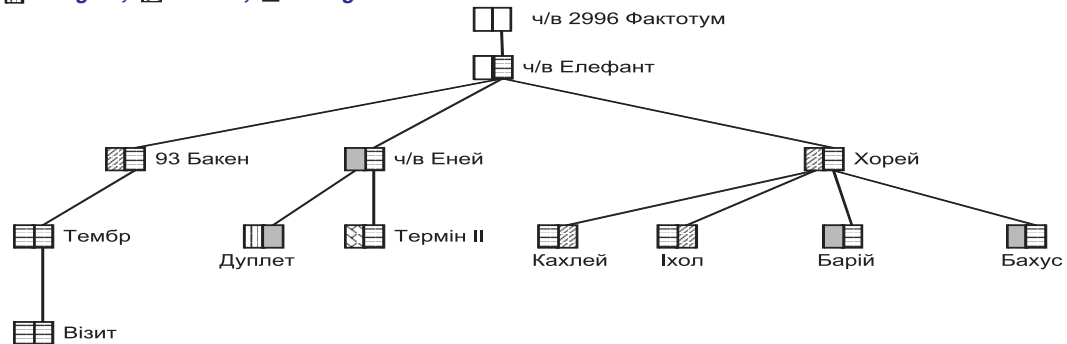 ч/в 2996 Фактотум
ч/в Елефант
93 Бакен
ч/в Еней
Хорей
Тембр
Дуплет
Термін II
Кахлей
Іхол
Барій
Бахус
Візит